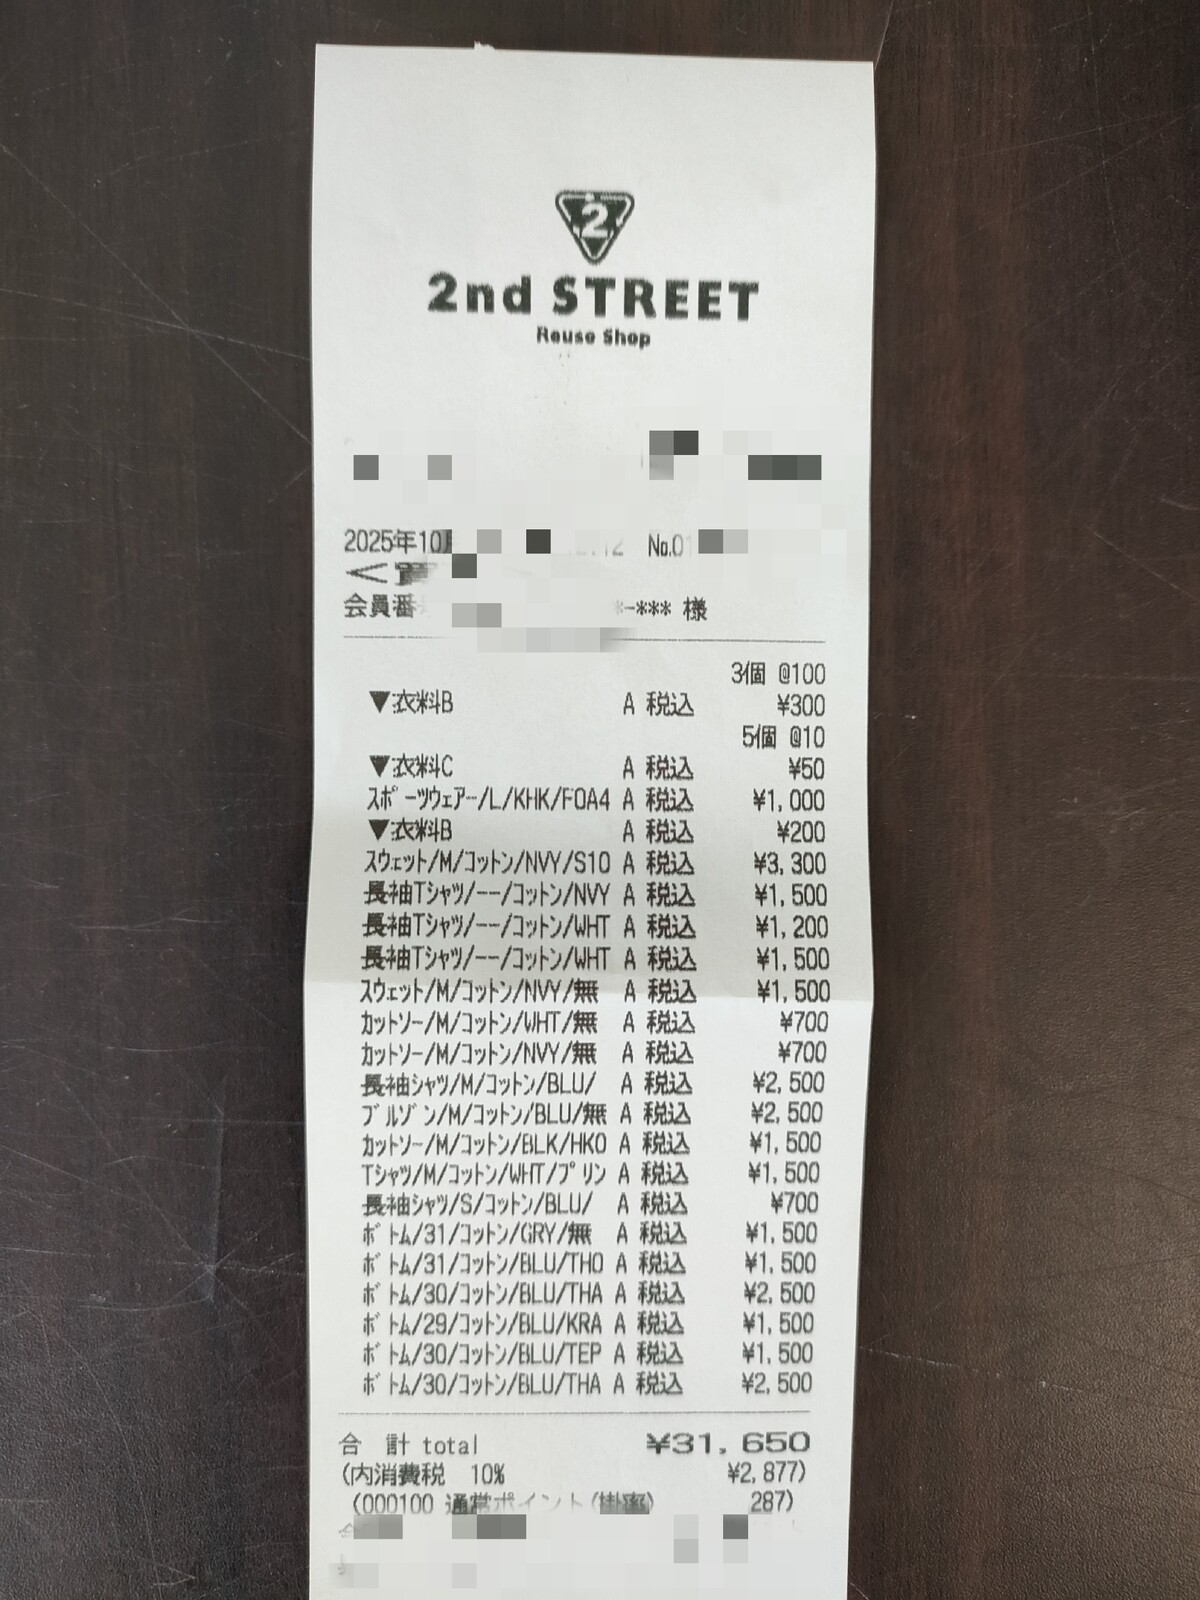 2
2nd STREET
Reuse Shop
2025年10月 No.01
<買
会員番 *-*** 様
3個 @100
▼衣料B A 税込 ¥300
5個 @10
▼衣料C A 税込 ¥50
ｽﾎﾟｰﾂｳｪｱｰ/L/KHK/FOA4 A 税込 ¥1,000
▼衣料B A 税込 ¥200
ｽｳｪｯﾄ/M/ｺｯﾄﾝ/NVY/S10 A 税込 ¥3,300
長袖Tｼｬﾂ/--/ｺｯﾄﾝ/NVY A 税込 ¥1,500
長袖Tｼｬﾂ/--/ｺｯﾄﾝ/WHT A 税込 ¥1,200
長袖Tｼｬﾂ/--/ｺｯﾄﾝ/WHT A 税込 ¥1,500
ｽｳｪｯﾄ/M/ｺｯﾄﾝ/NVY/無 A 税込 ¥1,500
ｶｯﾄｿｰ/M/ｺｯﾄﾝ/WHT/無 A 税込 ¥700
ｶｯﾄｿｰ/M/ｺｯﾄﾝ/NVY/無 A 税込 ¥700
長袖ｼｬﾂ/M/ｺｯﾄﾝ/BLU/ A 税込 ¥2,500
ﾌﾞﾙｿﾞﾝ/M/ｺｯﾄﾝ/BLU/無 A 税込 ¥2,500
ｶｯﾄｿｰ/M/ｺｯﾄﾝ/BLK/HKO A 税込 ¥1,500
Tｼｬﾂ/M/ｺｯﾄﾝ/WHT/ﾌﾟﾘﾝ A 税込 ¥1,500
長袖ｼｬﾂ/S/ｺｯﾄﾝ/BLU/ A 税込 ¥700
ﾎﾞﾄﾑ/31/ｺｯﾄﾝ/GRY/無 A 税込 ¥1,500
ﾎﾞﾄﾑ/31/ｺｯﾄﾝ/BLU/THO A 税込 ¥1,500
ﾎﾞﾄﾑ/30/ｺｯﾄﾝ/BLU/THA A 税込 ¥2,500
ﾎﾞﾄﾑ/29/ｺｯﾄﾝ/BLU/KRA A 税込 ¥1,500
ﾎﾞﾄﾑ/30/ｺｯﾄﾝ/BLU/TEP A 税込 ¥1,500
ﾎﾞﾄﾑ/30/ｺｯﾄﾝ/BLU/THA A 税込 ¥2,500
合 計 total ¥31,650
(内消費税 10% ¥2,877)
(000100 通常ポイント(掛率) 287)